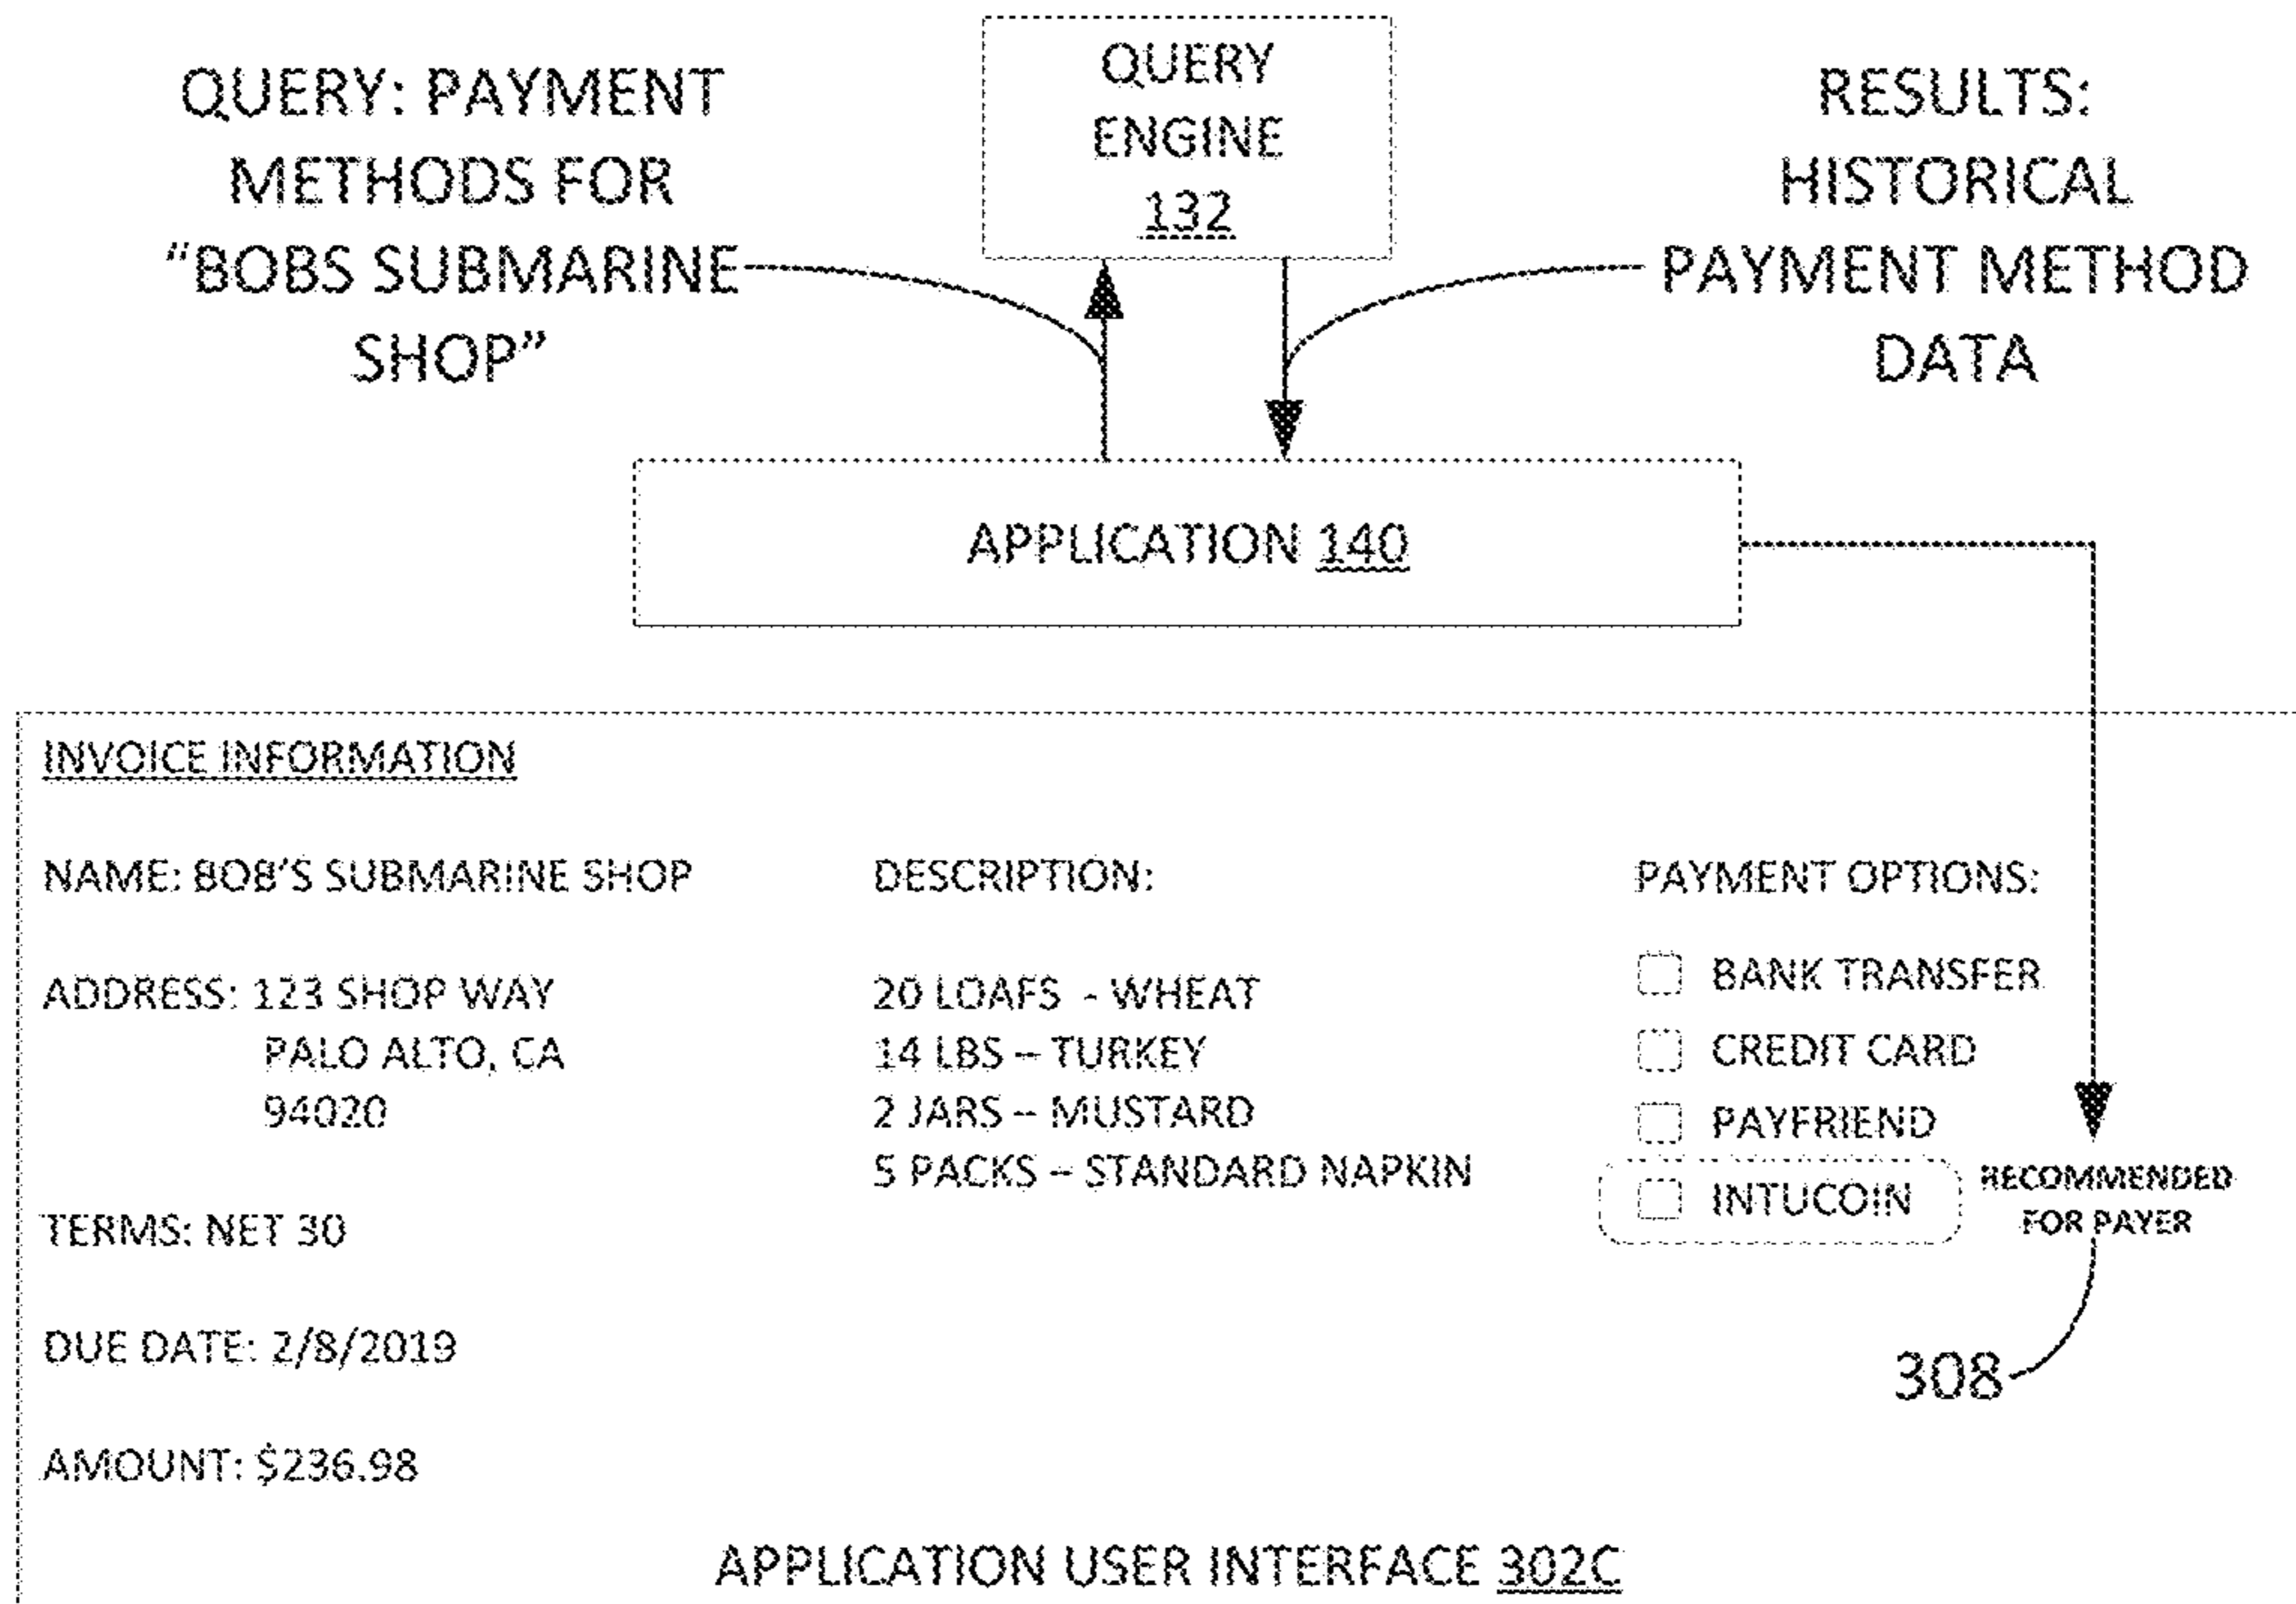 QUERY: PAYMENT
METHODS FOR
“BOBS SUBMARINE
SHOP”
QUERY
ENGINE
132
RESULTS:
HISTORICAL
PAYMENT METHOD
DATA
APPLICATION 140
INVOICE INFORMATION
NAME: BOB'S SUBMARINE SHOP
ADDRESS: 123 SHOP WAY
PALO ALTO, CA
94020
TERMS: NET 30
DUE DATE: 2/8/2019
AMOUNT: $236.98
DESCRIPTION:
20 LOAFS - WHEAT
14 LBS – TURKEY
2 JARS – MUSTARD
5 PACKS – STANDARD NAPKIN
PAYMENT OPTIONS:
BANK TRANSFER
CREDIT CARD
PAYFRIEND
INTUCOIN
RECOMMENDED
FOR PAYER
308
APPLICATION USER INTERFACE 302C